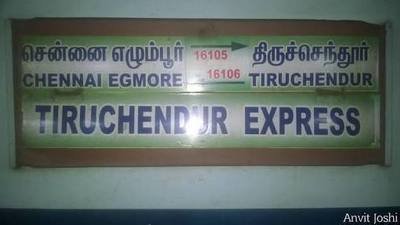 சென்னை எழும்பூர் 16105 திருச்செந்தூர்
CHENNAI EGMORE 16106 TIRUCHENDUR
TIRUCHENDUR EXPRESS
Anvit Joshi